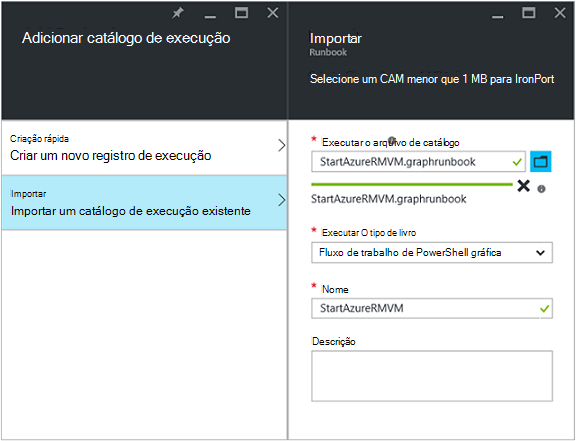 Adicionar catálogo de execução
Criação rápida
Criar um novo registro de execução
Importar
Importar um catálogo de execução existente
Importar
Runbook
Selecione um CAM menor que 1 MB para IronPort
* Executar o arquivo de catálogo
StartAzureRMVM.graphrunbook
StartAzureRMVM.graphrunbook
* Executar O tipo de livro
Fluxo de trabalho de PowerShell gráfica
* Nome
StartAzureRMVM
Descrição